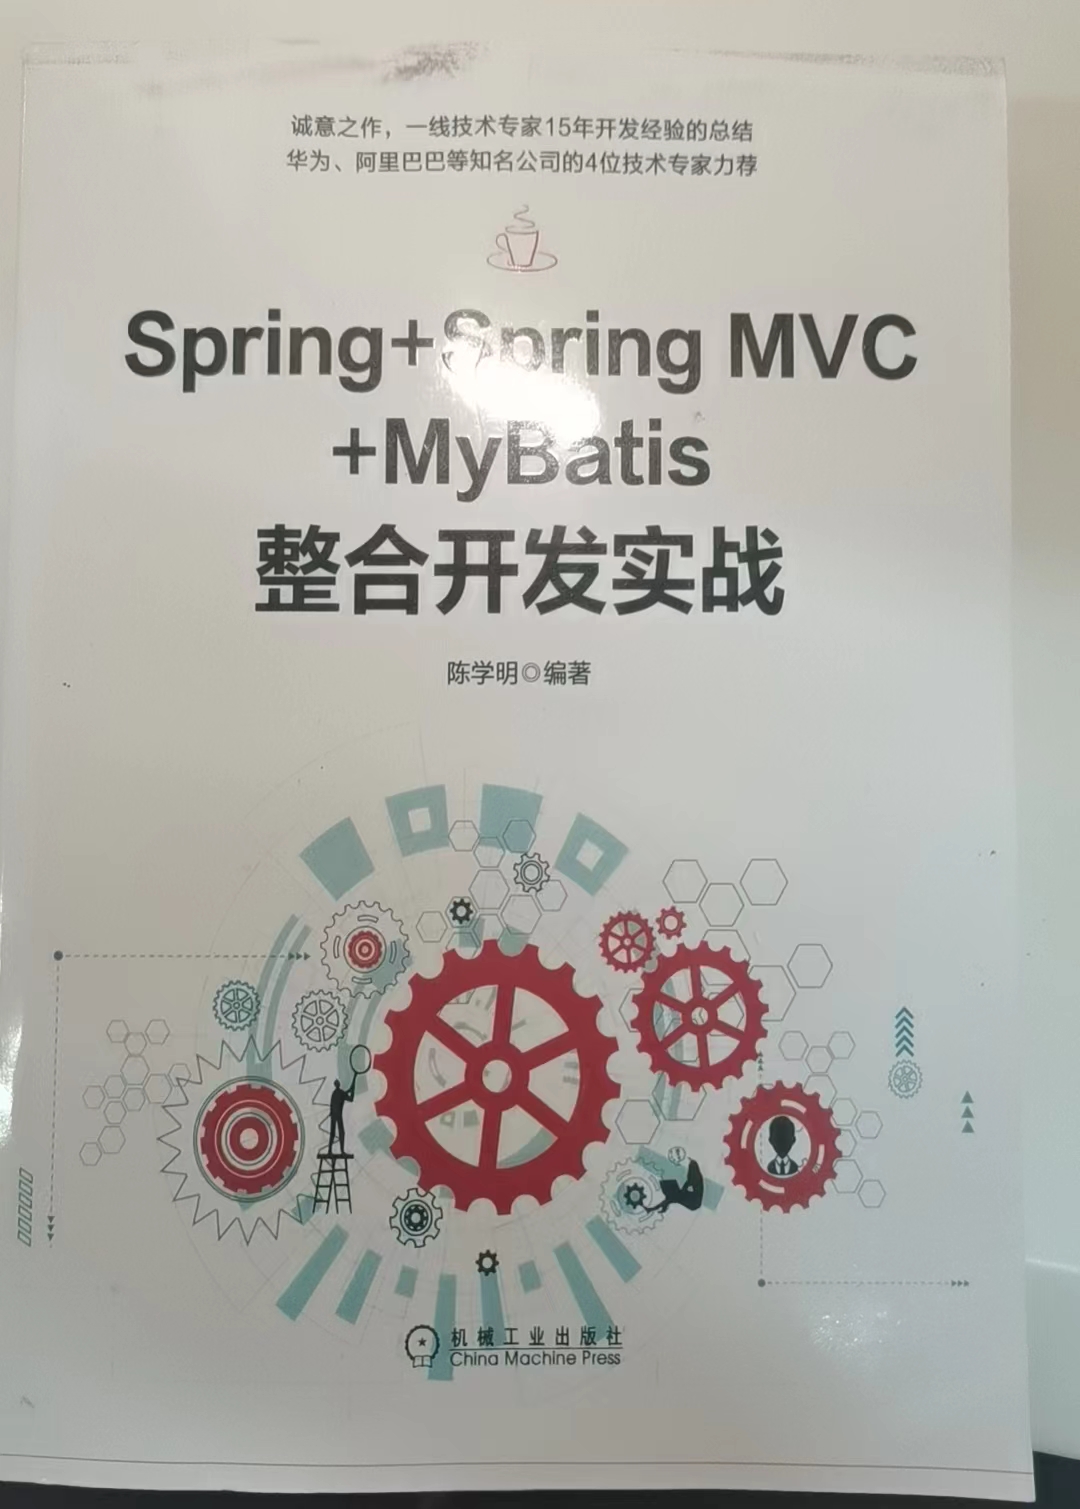 诚意之作，一线技术专家15年开发经验的总结
华为、阿里巴巴等知名公司的4位技术专家力荐
Spring+Spring MVC
+MyBatis
整合开发实战
陈学明◎编著
机械工业出版社
China Machine Press